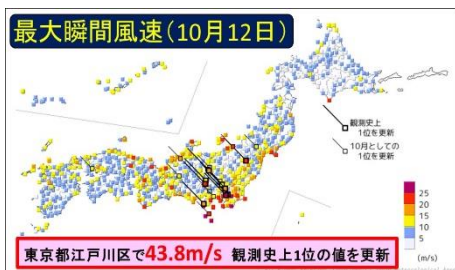 最大瞬間風速(10月12日)
観測史上
1位を更新
10月としての
1位を更新
25
20
15
10
5
(m/s)
東京都江戸川区で43.8m/s 観測史上1位の値を更新